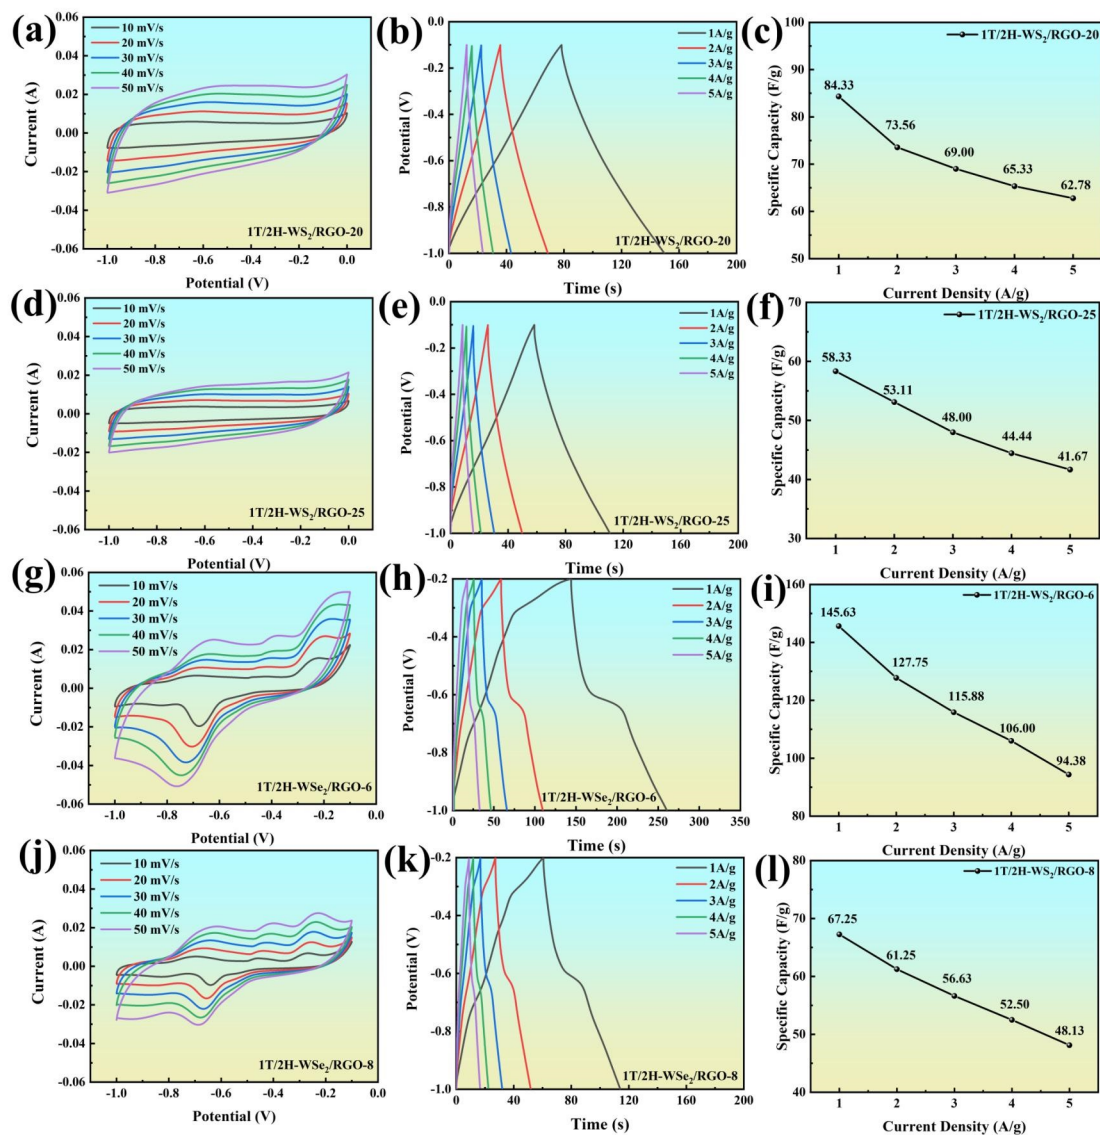 (a)
0.06
0.04
0.02
0.00
-0.02
-0.04
-0.06
Current (A)
10 mV/s
20 mV/s
30 mV/s
40 mV/s
50 mV/s
1T/2H-WS₂/RGO-20
-1.0 -0.8 -0.6 -0.4 -0.2 0.0
Potential (V)
(b)
0.0
-0.2
-0.4
-0.6
-0.8
-1.0
Potential (V)
1A/g
2A/g
3A/g
4A/g
5A/g
1T/2H-WS₂/RGO-20
0 40 80 120 160 200
Time (s)
(c)
100
90
80
70
60
50
Specific Capacity (F/g)
1T/2H-WS₂/RGO-20
84.33
73.56
69.00
65.33
62.78
1 2 3 4 5
Current Density (A/g)
(d)
0.06
0.04
0.02
0.00
-0.02
-0.04
-0.06
Current (A)
10 mV/s
20 mV/s
30 mV/s
40 mV/s
50 mV/s
1T/2H-WS₂/RGO-25
-1.0 -0.8 -0.6 -0.4 -0.2 0.0
Potential (V)
(e)
0.0
-0.2
-0.4
-0.6
-0.8
-1.0
Potential (V)
1A/g
2A/g
3A/g
4A/g
5A/g
1T/2H-WS₂/RGO-25
0 40 80 120 160 200
Time (s)
(f)
70
60
50
40
30
Specific Capacity (F/g)
1T/2H-WS₂/RGO-25
58.33
53.11
48.00
44.44
41.67
1 2 3 4 5
Current Density (A/g)
(g)
0.06
0.04
0.02
0.00
-0.02
-0.04
-0.06
Current (A)
10 mV/s
20 mV/s
30 mV/s
40 mV/s
50 mV/s
1T/2H-WSe₂/RGO-6
-1.0 -0.8 -0.6 -0.4 -0.2 0.0
Potential (V)
(h)
-0.2
-0.4
-0.6
-0.8
-1.0
Potential (V)
1A/g
2A/g
3A/g
4A/g
5A/g
1T/2H-WSe₂/RGO-6
0 50 100 150 200 250 300 350
Time (s)
(i)
160
140
120
100
80
Specific Capacity (F/g)
1T/2H-WS₂/RGO-6
145.63
127.75
115.88
106.00
94.38
1 2 3 4 5
Current Density (A/g)
(j)
0.06
0.04
0.02
0.00
-0.02
-0.04
-0.06
Current (A)
10 mV/s
20 mV/s
30 mV/s
40 mV/s
50 mV/s
1T/2H-WSe₂/RGO-8
-1.0 -0.8 -0.6 -0.4 -0.2 0.0
Potential (V)
(k)
-0.2
-0.4
-0.6
-0.8
-1.0
Potential (V)
1A/g
2A/g
3A/g
4A/g
5A/g
1T/2H-WSe₂/RGO-8
0 40 80 120 160 200
Time (s)
(l)
80
70
60
50
40
Specific Capacity (F/g)
1T/2H-WS₂/RGO-8
67.25
61.25
56.63
52.50
48.13
1 2 3 4 5
Current Density (A/g)